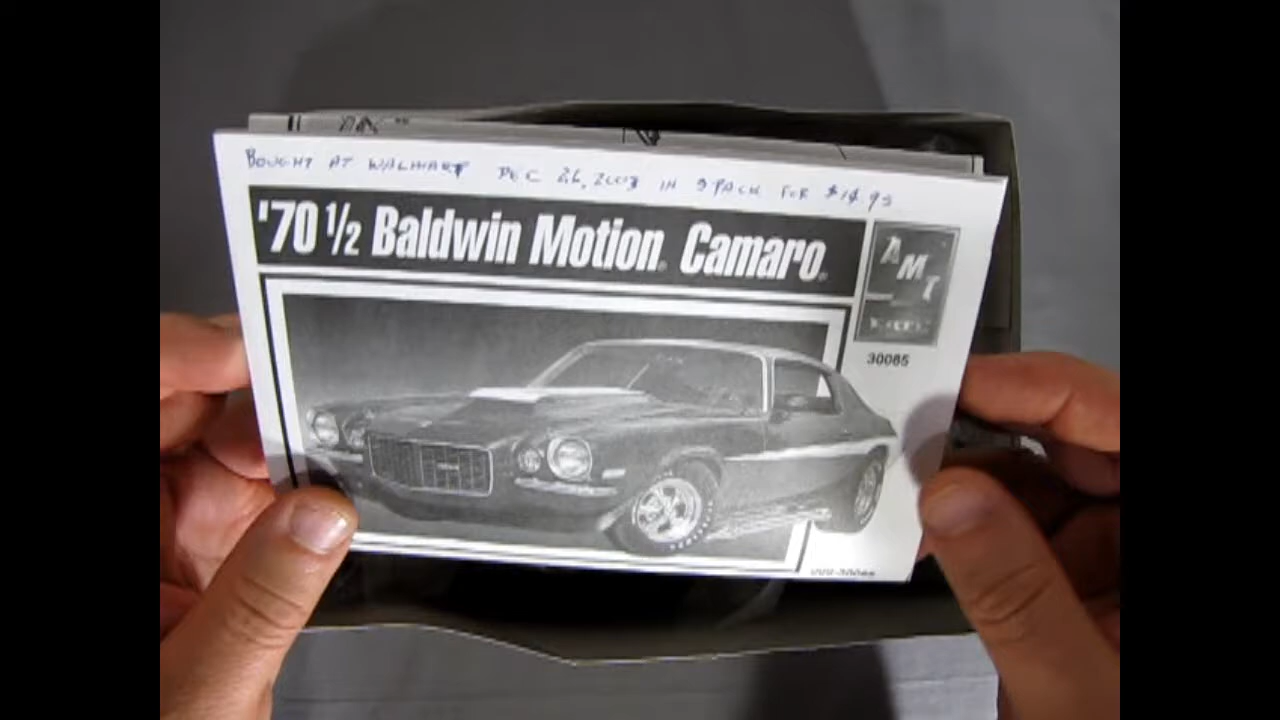 BOUGHT AT WALMART DEC 26, 2003 IN 3 PACK FOR $14.95
'70 1/2 Baldwin Motion® Camaro®
AMT
30065